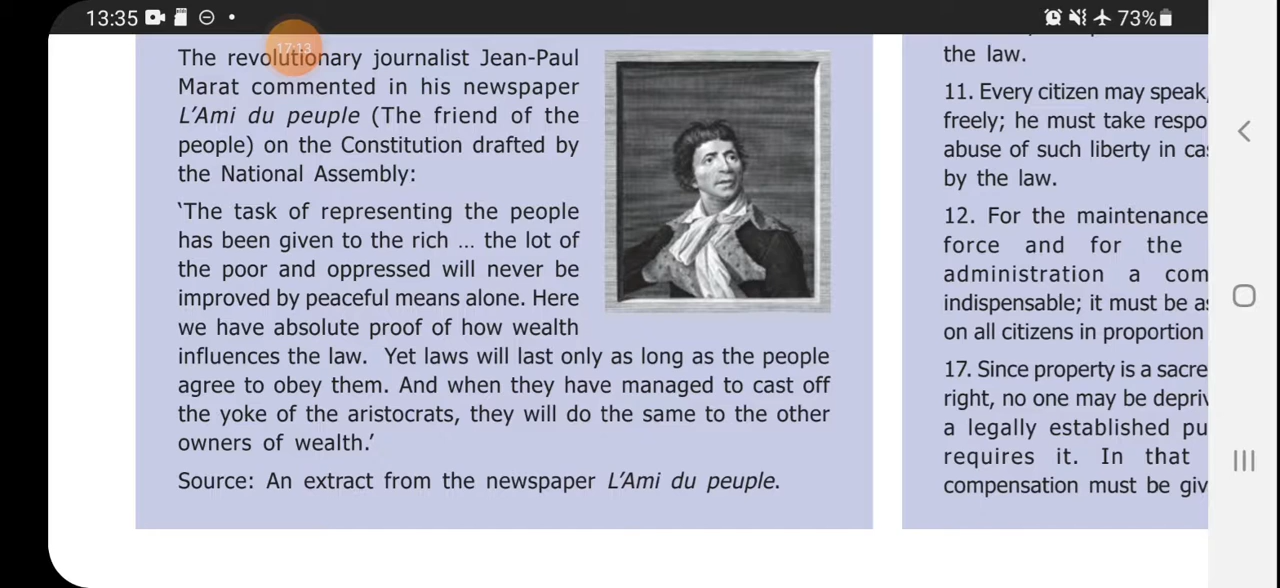 13:35
73%
17:13
The revolutionary journalist Jean-Paul
Marat commented in his newspaper
L'Ami du peuple (The friend of the
people) on the Constitution drafted by
the National Assembly:
‘The task of representing the people
has been given to the rich ... the lot of
the poor and oppressed will never be
improved by peaceful means alone. Here
we have absolute proof of how wealth
influences the law. Yet laws will last only as long as the people
agree to obey them. And when they have managed to cast off
the yoke of the aristocrats, they will do the same to the other
owners of wealth.’
Source: An extract from the newspaper L'Ami du peuple.
the law.
11. Every citizen may speak,
freely; he must take respo
abuse of such liberty in ca
by the law.
12. For the maintenance
force and for the
administration a com
indispensable; it must be a
on all citizens in proportion
17. Since property is a sacre
right, no one may be depri
a legally established pu
requires it. In that
compensation must be giv